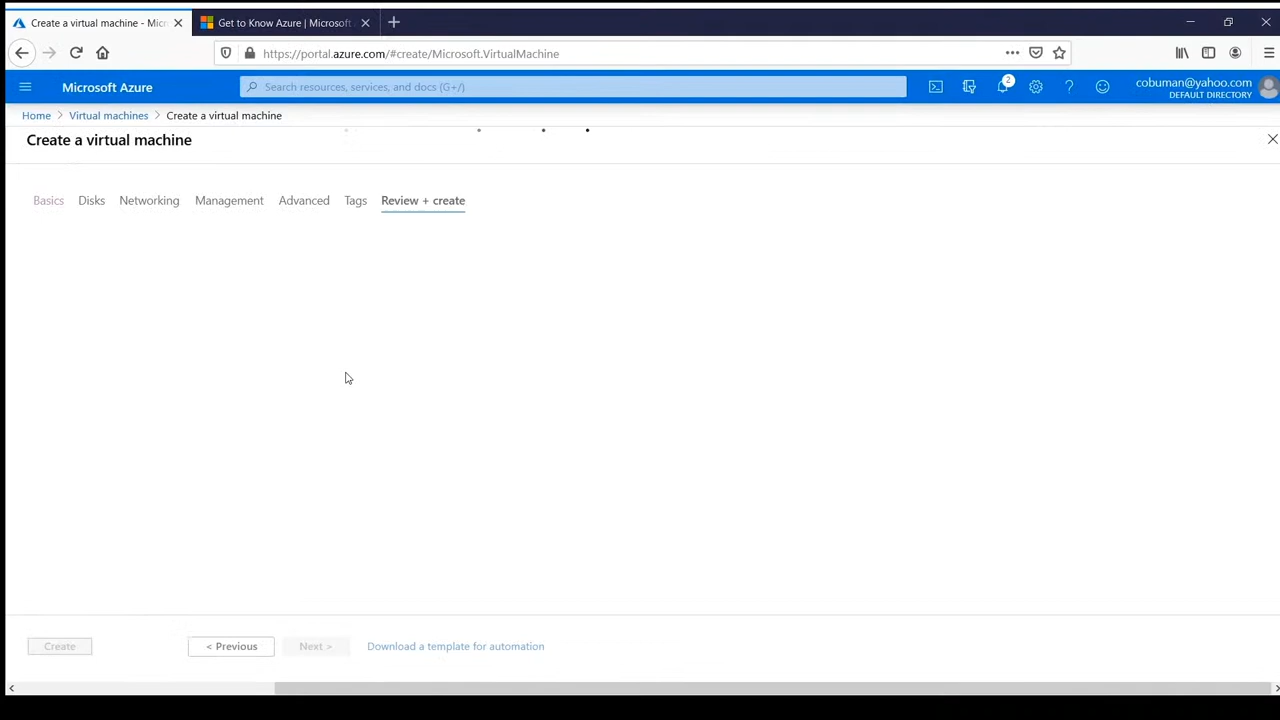 Create a virtual machine - Micr
Get to Know Azure | Microsoft
https://portal.azure.com/#create/Microsoft.VirtualMachine
Microsoft Azure
Search resources, services, and docs (G+/)
2
cobuman@yahoo.com
DEFAULT DIRECTORY
Home > Virtual machines > Create a virtual machine
Create a virtual machine
Basics Disks Networking Management Advanced Tags Review + create
Create < Previous Next > Download a template for automation